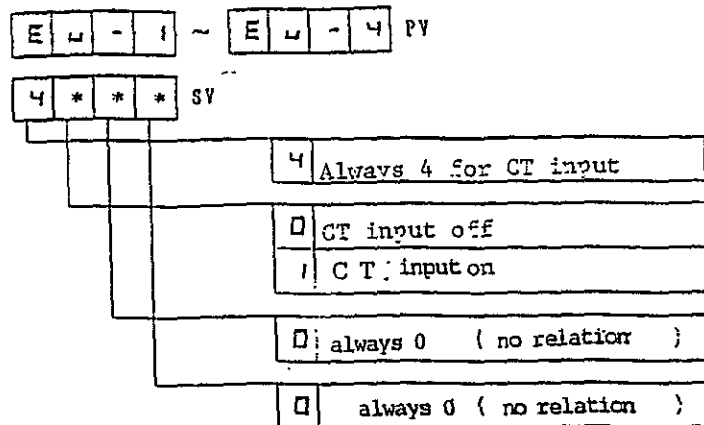 E u - 1 ~ E u - 4 PV
4 * * * SV
4 Always 4 for CT input
0 CT input off
1 C T : input on
0 always 0 ( no relation )
0 always 0 ( no relation )